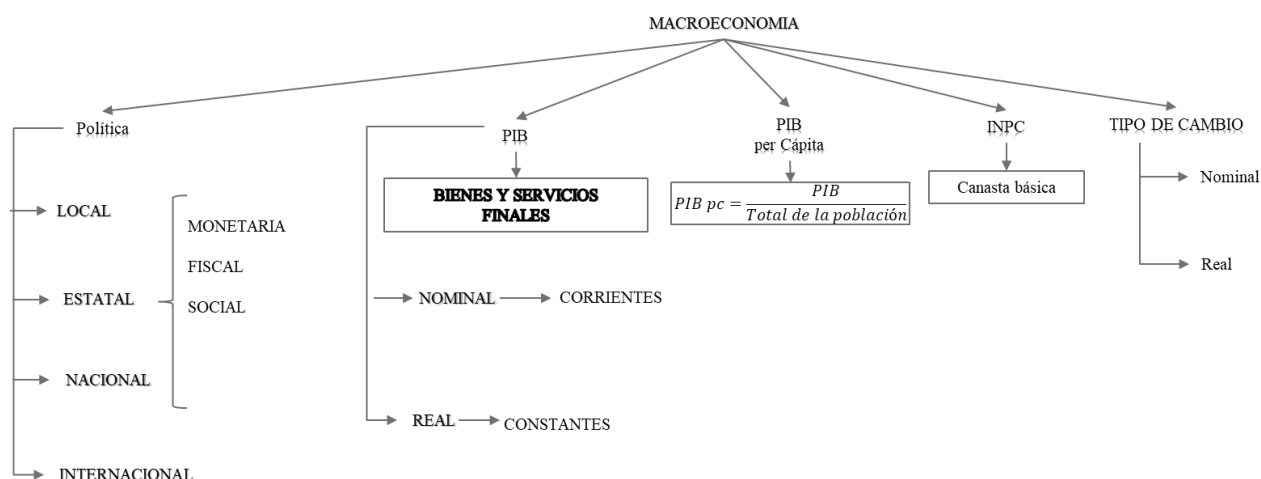 MACROECONOMIA
Política
LOCAL
ESTATAL
NACIONAL
INTERNACIONAL
MONETARIA
FISCAL
SOCIAL
PIB
BIENES Y SERVICIOS
FINALES
NOMINAL
CORRIENTES
REAL
CONSTANTES
PIB
per Cápita
PIB pc = PIB / Total de la población
INPC
Canasta básica
TIPO DE CAMBIO
Nominal
Real